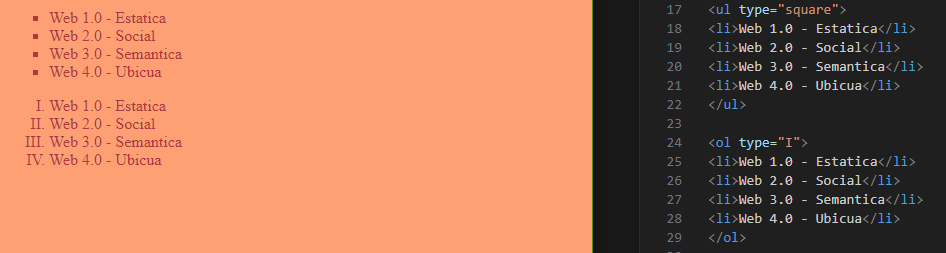 Web 1.0 - Estatica
Web 2.0 - Social
Web 3.0 - Semantica
Web 4.0 - Ubicua
I. Web 1.0 - Estatica
II. Web 2.0 - Social
III. Web 3.0 - Semantica
IV. Web 4.0 - Ubicua
17 <ul type="square">
18 <li>Web 1.0 - Estatica</li>
19 <li>Web 2.0 - Social</li>
20 <li>Web 3.0 - Semantica</li>
21 <li>Web 4.0 - Ubicua</li>
22 </ul>
23
24 <ol type="I">
25 <li>Web 1.0 - Estatica</li>
26 <li>Web 2.0 - Social</li>
27 <li>Web 3.0 - Semantica</li>
28 <li>Web 4.0 - Ubicua</li>
29 </ol>